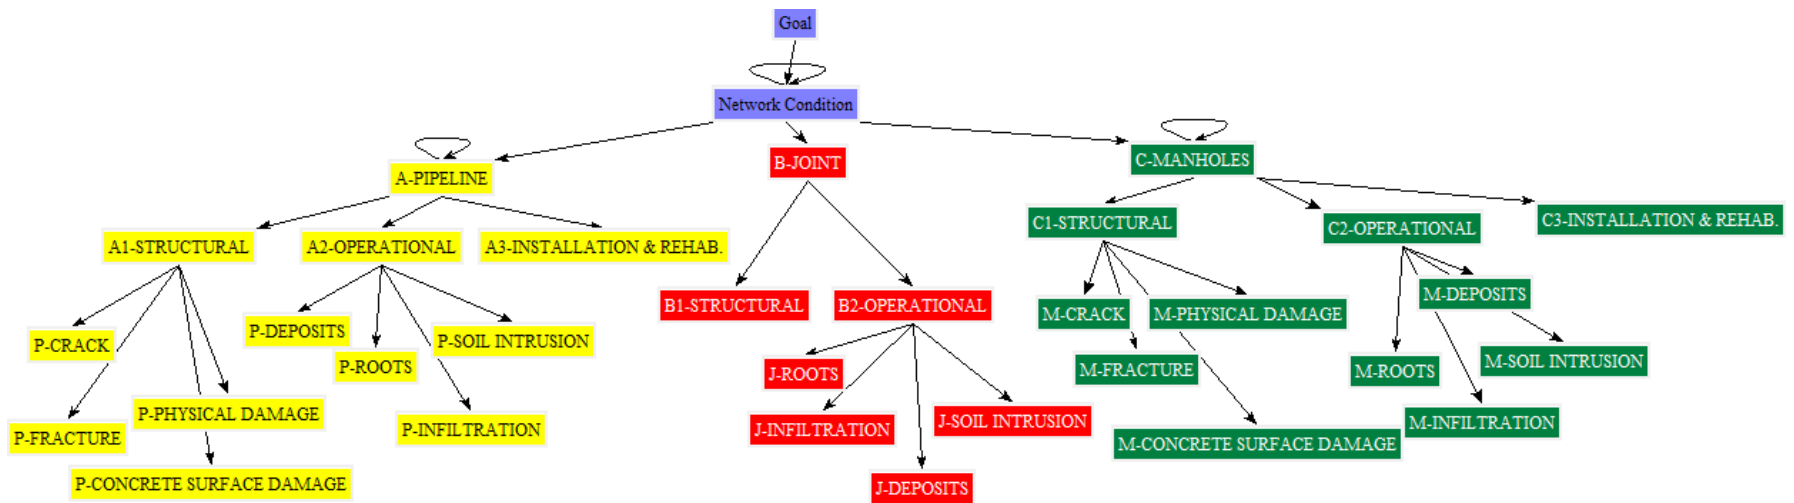 Goal
Network Condition
A-PIPELINE
B-JOINT
C-MANHOLES
A1-STRUCTURAL
A2-OPERATIONAL
A3-INSTALLATION & REHAB.
B1-STRUCTURAL
B2-OPERATIONAL
C1-STRUCTURAL
C2-OPERATIONAL
C3-INSTALLATION & REHAB.
P-CRACK
P-FRACTURE
P-PHYSICAL DAMAGE
P-CONCRETE SURFACE DAMAGE
P-DEPOSITS
P-ROOTS
P-SOIL INTRUSION
P-INFILTRATION
J-ROOTS
J-INFILTRATION
J-SOIL INTRUSION
J-DEPOSITS
M-CRACK
M-PHYSICAL DAMAGE
M-FRACTURE
M-CONCRETE SURFACE DAMAGE
M-DEPOSITS
M-ROOTS
M-SOIL INTRUSION
M-INFILTRATION